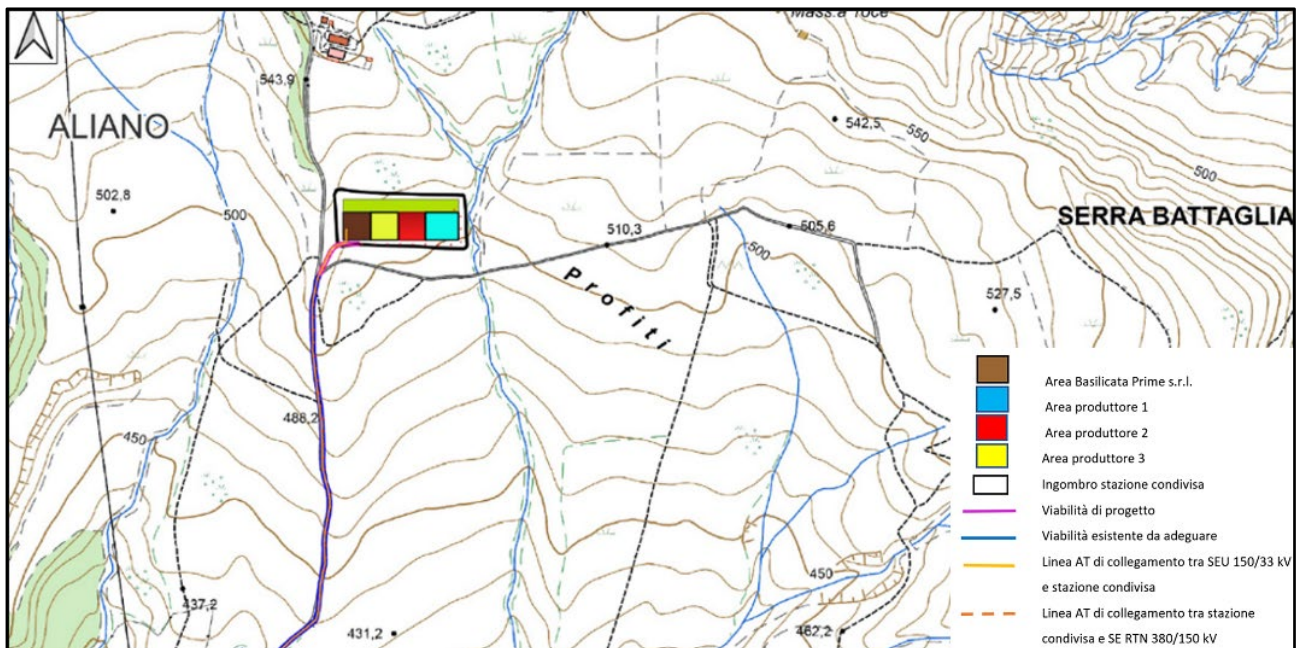 Mass.a Toce
543,9
542,5
550
ALIANO
500
502,8
500
SERRA BATTAGLIA
510,3
505,6
500
Profiti
527,5
488,2
450
450
437,2
431,2
462,2
Area Basilicata Prime s.r.l.
Area produttore 1
Area produttore 2
Area produttore 3
Ingombro stazione condivisa
Viabilità di progetto
Viabilità esistente da adeguare
Linea AT di collegamento tra SEU 150/33 kV
e stazione condivisa
Linea AT di collegamento tra stazione
condivisa e SE RTN 380/150 kV